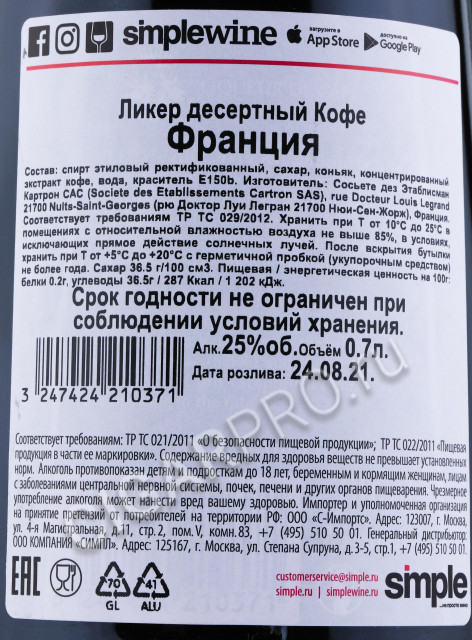 simplewine
ЗАГРУЗИТЕ В
App Store
ДОСТУПНО НА
Google Play
Ликер десертный Кофе
Франция
Состав: спирт этиловый ректификованный, сахар, коньяк, концентрированный
экстракт кофе, вода, краситель E150b. Изготовитель: Сосьете дез Этаблисман
Картрон САС (Societe des Etablissements Cartron SAS), rue Docteur Louis Legrand
21700 Nuits-Saint-Georges (рю Доктор Луи Легран 21700 Нюи-Сен-Жорж), Франция.
Соответствует требованиям ТР ТС 029/2012. Хранить при Т от 10°С до 25°С в
помещениях с относительной влажностью воздуха не выше 85%, в условиях,
исключающих прямое действие солнечных лучей. После вскрытия бутылки
хранить при Т от +5°С до +20°С с герметичной пробкой (укупорочным средством)
не более года. Сахар 36.5 г/100 см3. Пищевая / энергетическая ценность на 100г:
белки 0.2г, углеводы 36.5г / 287 Ккал / 1 202 кДж.
Срок годности не ограничен при
соблюдении условий хранения.
Алк.25%об.Объём 0.7л.
Дата розлива: 24.08.21.
3 247424 210371
Соответствует требованиям: ТР ТС 021/2011 «О безопасности пищевой продукции»; ТР ТС 022/2011 «Пищевая
продукция в части ее маркировки». Содержание вредных для здоровья веществ не превышает установленных
норм. Алкоголь противопоказан детям и подросткам до 18 лет, беременным и кормящим женщинам, лицам
с заболеваниями центральной нервной системы, почек, печени и других органов пищеварения. Чрезмерное
употребление алкоголя может нанести вред вашему здоровью. Импортер и уполномоченная организация
на принятие претензий от потребителей на территории РФ: ООО «С-Импортс». Адрес: 123007, г. Москва,
ул. 4-я Магистральная, д.11, стр. 2, пом.V, комн.83, +7 (495) 510 50 01. Генеральный дистрибьютор:
ООО КОМПАНИЯ «СИМПЛ». Адрес: 125167, г. Москва, ул. Степана Супруна, д.3-5, стр.1, +7 (495) 510 50 01.
EAC
70
GL
41
ALU
customerservice@simple.ru
simple.ru | simplewine.ru
simple
...не просто вино